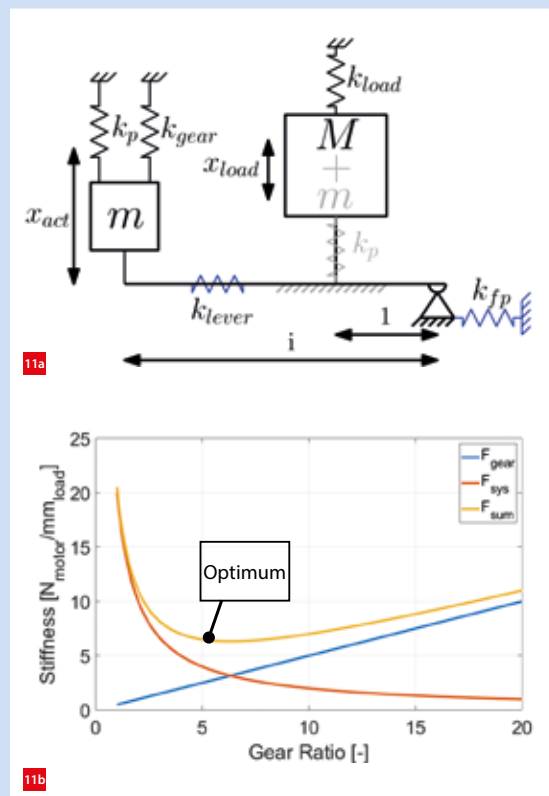 k_load
k_p k_gear
M
+
m
x_load
x_act
m
k_p
k_lever
k_fp
1
i
11a
25
20
15
10
5
0
Stiffness [N_motor/mm_load]
F_gear
F_sys
F_sum
Optimum
0 5 10 15 20
Gear Ratio [-]
11b